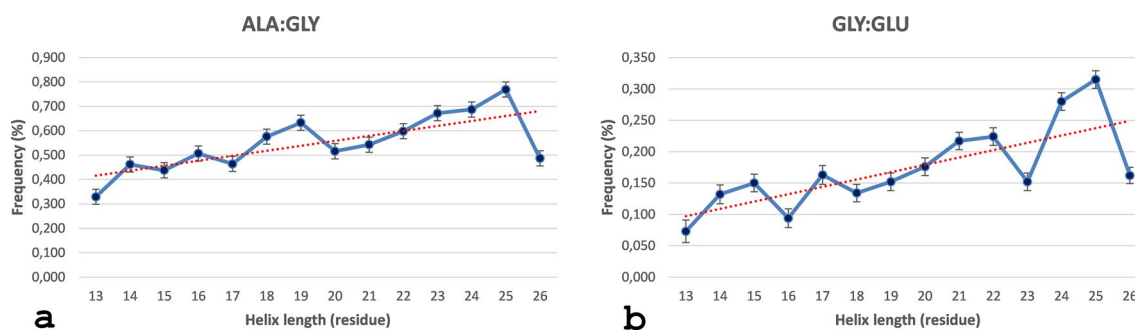 ALA:GLY
Frequency (%)
0,900
0,800
0,700
0,600
0,500
0,400
0,300
0,200
0,100
0,000
13 14 15 16 17 18 19 20 21 22 23 24 25 26
Helix length (residue)
a
GLY:GLU
Frequency (%)
0,350
0,300
0,250
0,200
0,150
0,100
0,050
0,000
13 14 15 16 17 18 19 20 21 22 23 24 25 26
Helix length (residue)
b